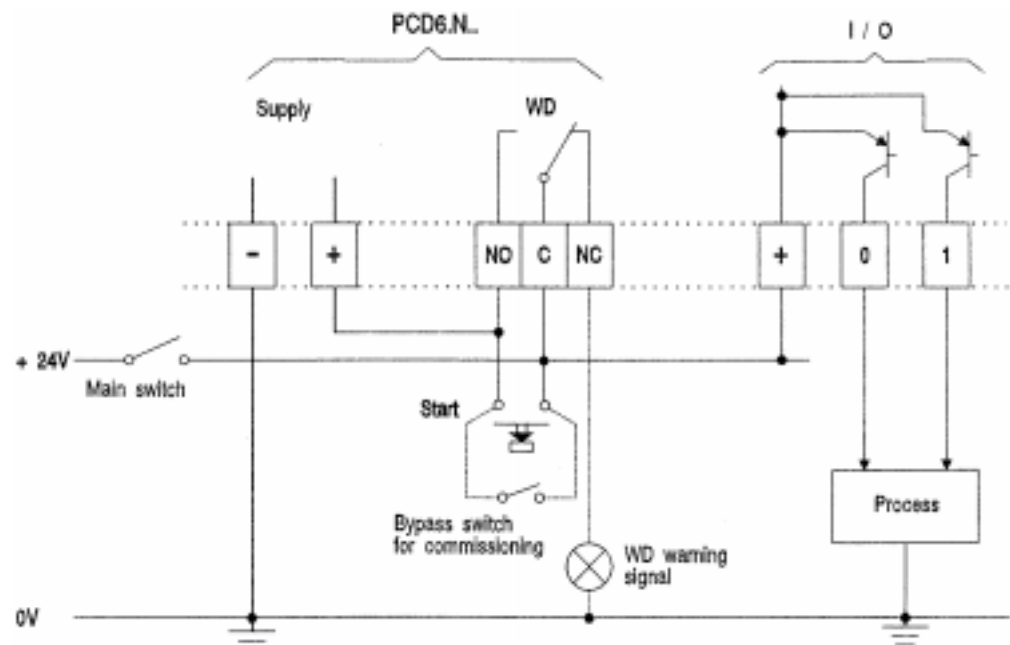 PCD6.N..
I / O
Supply
WD
-
+
NO
C
NC
+
0
1
+ 24V
Main switch
Start
Bypass switch
for commissioning
WD warning
signal
Process
0V